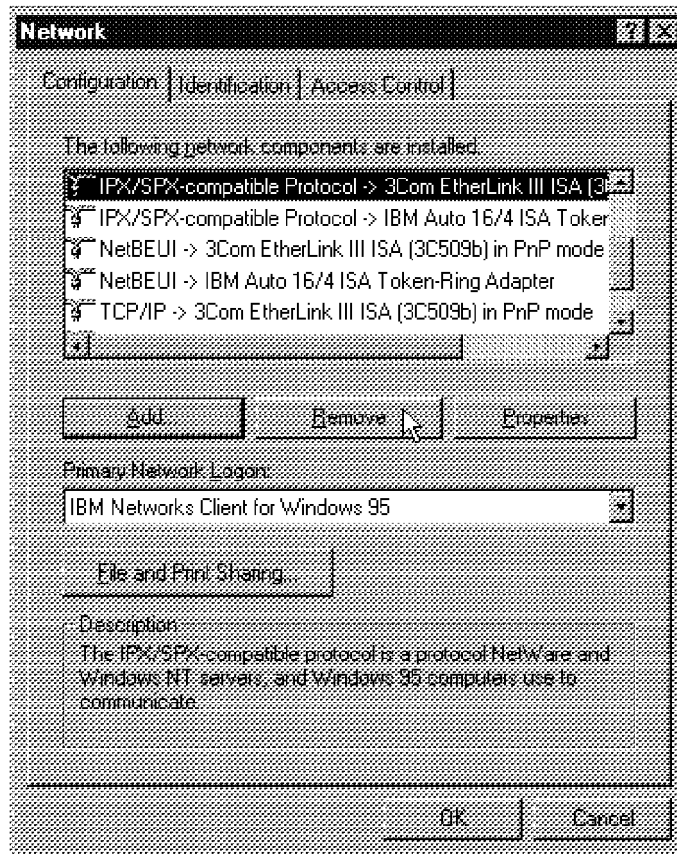 Network
Configuration Identification Access Control
The following network components are installed:
IPX/SPX-compatible Protocol -> 3Com EtherLink III ISA (3
IPX/SPX-compatible Protocol -> IBM Auto 16/4 ISA Token
NetBEUI -> 3Com EtherLink III ISA (3C509b) in PnP mode
NetBEUI -> IBM Auto 16/4 ISA Token-Ring Adapter
TCP/IP -> 3Com EtherLink III ISA (3C509b) in PnP mode
Add... Remove Properties
Primary Network Logon:
IBM Networks Client for Windows 95
File and Print Sharing...
Description
The IPX/SPX-compatible protocol is a protocol NetWare and
Windows NT servers, and Windows 95 computers use to
communicate.
OK Cancel